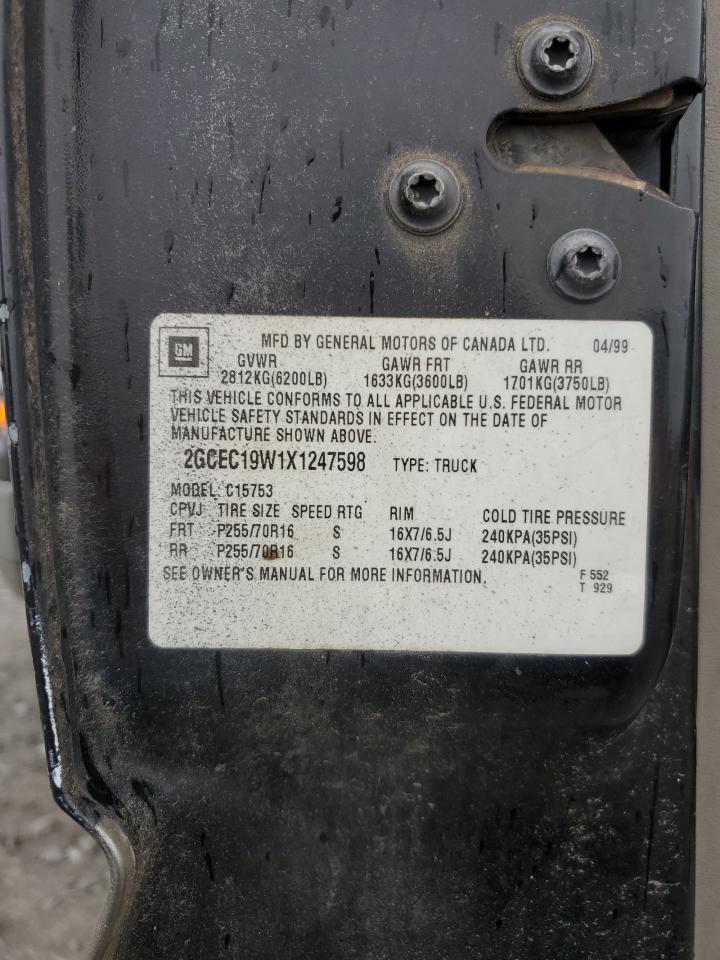 GM
MFD BY GENERAL MOTORS OF CANADA LTD. 04/99
GVWR GAWR FRT GAWR RR
2812KG(6200LB) 1633KG(3600LB) 1701KG(3750LB)
THIS VEHICLE CONFORMS TO ALL APPLICABLE U.S. FEDERAL MOTOR
VEHICLE SAFETY STANDARDS IN EFFECT ON THE DATE OF
MANUFACTURE SHOWN ABOVE.
2GCEC19W1X1247598 TYPE: TRUCK
MODEL: C15753
CPVJ TIRE SIZE SPEED RTG RIM COLD TIRE PRESSURE
FRT P255/70R16 S 16X7/6.5J 240KPA(35PSI)
RR P255/70R16 S 16X7/6.5J 240KPA(35PSI)
SEE OWNER'S MANUAL FOR MORE INFORMATION. F 552
T 929